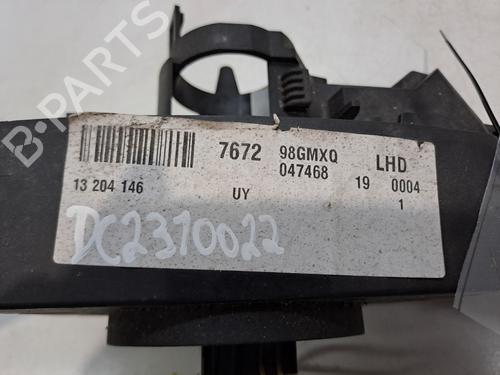 B-PARTS
7672 98GMXQ LHD
13 204 146 047468 19 0004
UY 1
DC2310022